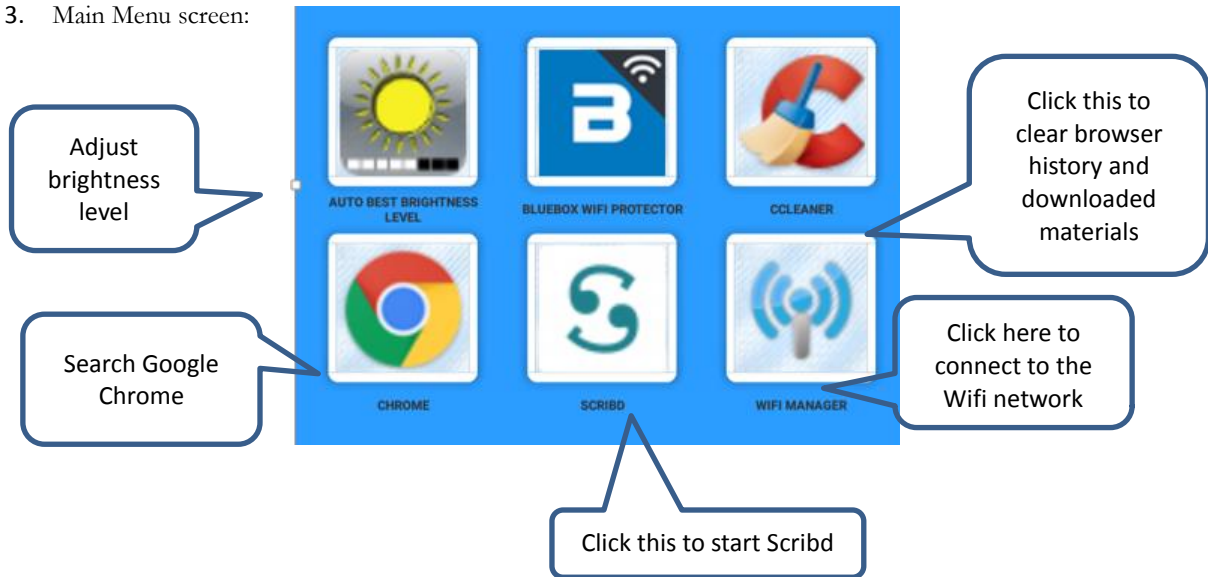 3. Main Menu screen:
Adjust
brightness
level
B
AUTO BEST BRIGHTNESS
LEVEL
BLUEBOX WIFI PROTECTOR
CCLEANER
Click this to
clear browser
history and
downloaded
materials
Search Google
Chrome
CHROME
SCRIBD
WIFI MANAGER
Click here to
connect to the
Wifi network
Click this to start Scribd